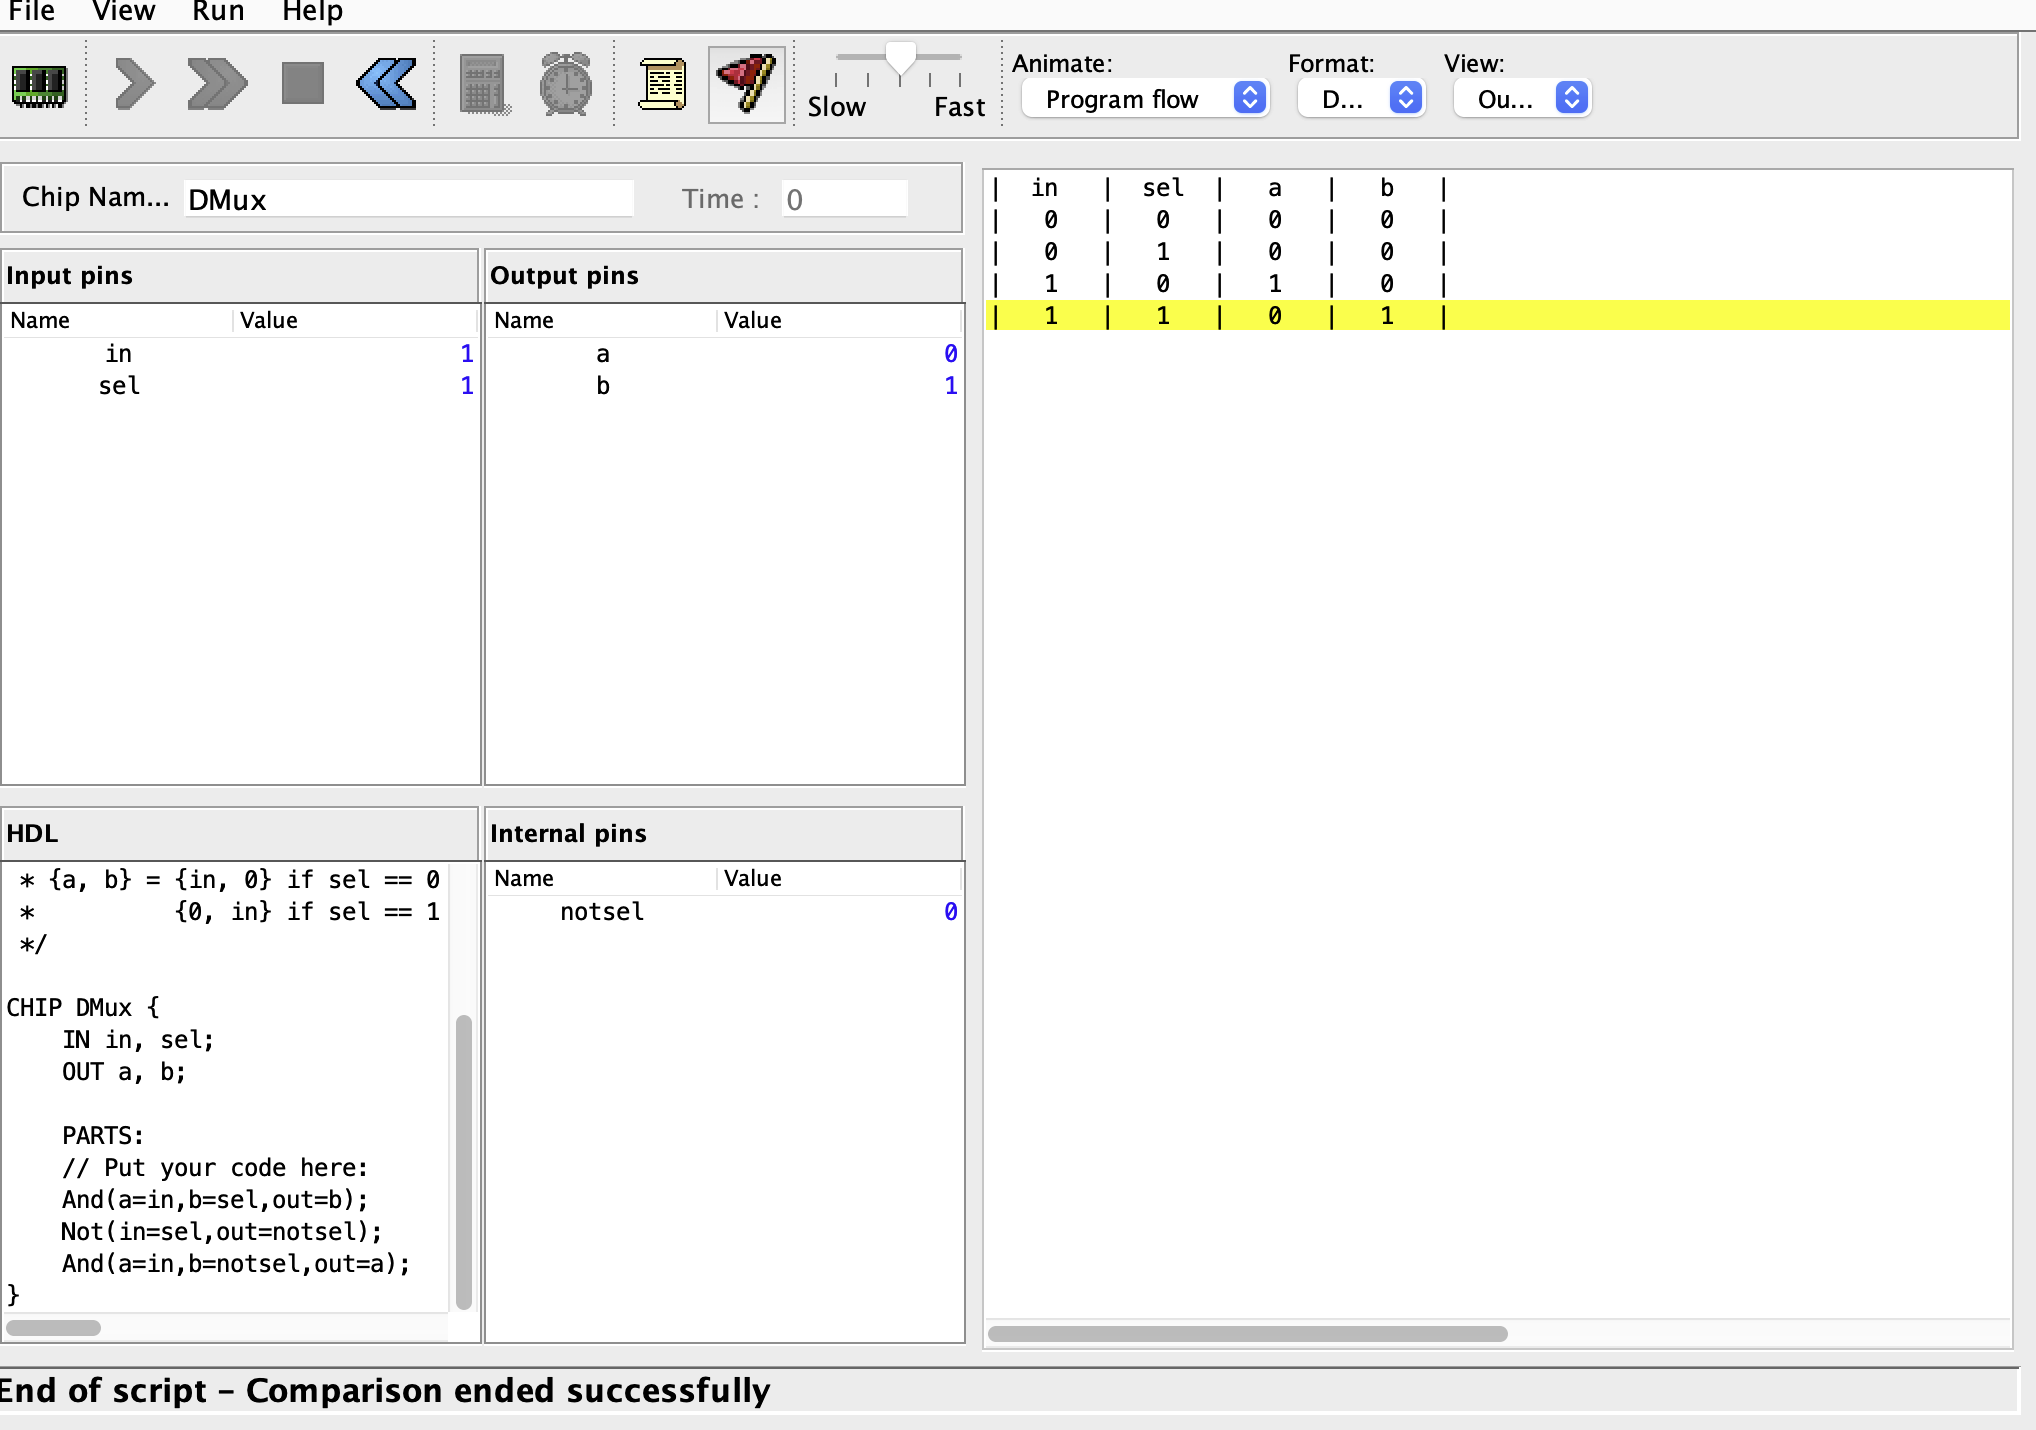 File View Run Help
Animate: Format: View:
Slow Fast Program flow D... Ou...
Chip Nam... DMux Time : 0
Input pins
Name Value
in 1
sel 1
Output pins
Name Value
a 0
b 1
HDL
* {a, b} = {in, 0} if sel == 0
* {0, in} if sel == 1
*/
CHIP DMux {
IN in, sel;
OUT a, b;
PARTS:
// Put your code here:
And(a=in,b=sel,out=b);
Not(in=sel,out=notsel);
And(a=in,b=notsel,out=a);
}
Internal pins
Name Value
notsel 0
| in | sel | a | b |
| 0 | 0 | 0 | 0 |
| 0 | 1 | 0 | 0 |
| 1 | 0 | 1 | 0 |
| 1 | 1 | 0 | 1 |
End of script – Comparison ended successfully